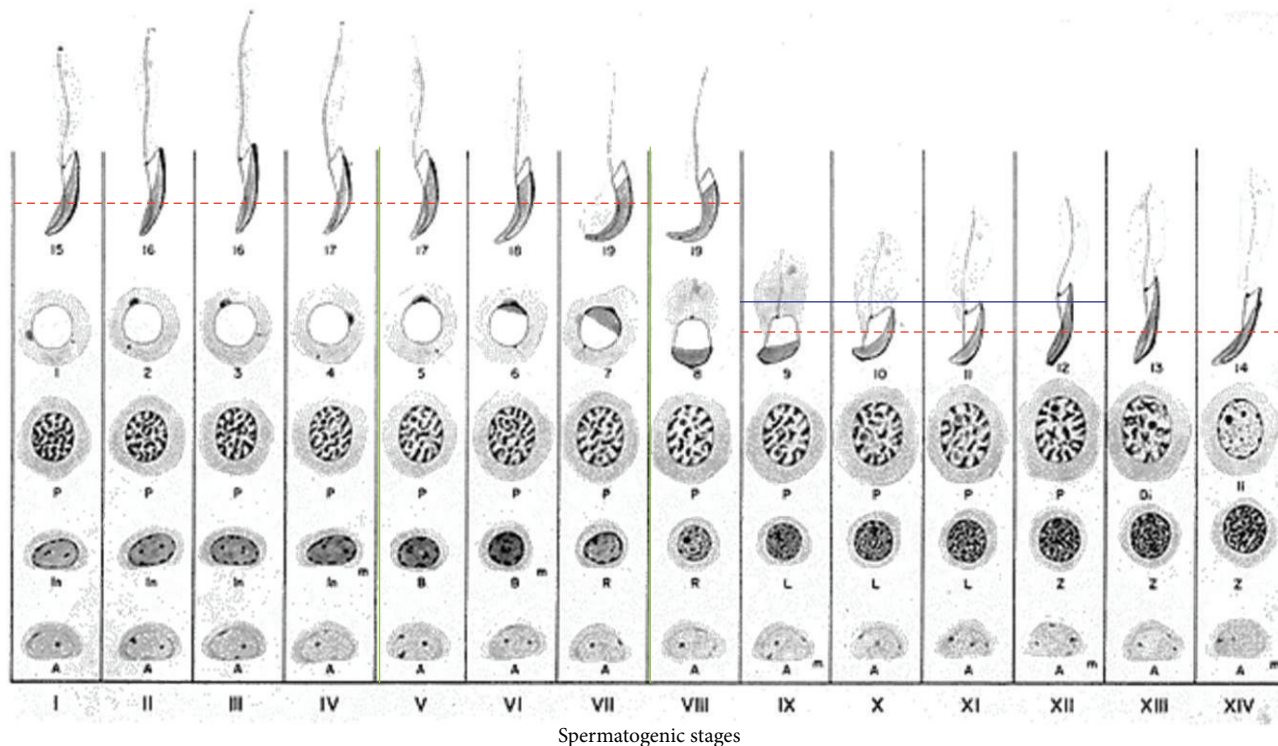 15 16 16 17 17 18 19 19
1 2 3 4 5 6 7 8 9 10 11 12 13 14
P P P P P P P P P P P P Di II
In In In In m B B m R R L L L Z Z Z
A A A A A A A A A m A A A m A A m
I II III IV V VI VII VIII IX X XI XII XIII XIV
Spermatogenic stages